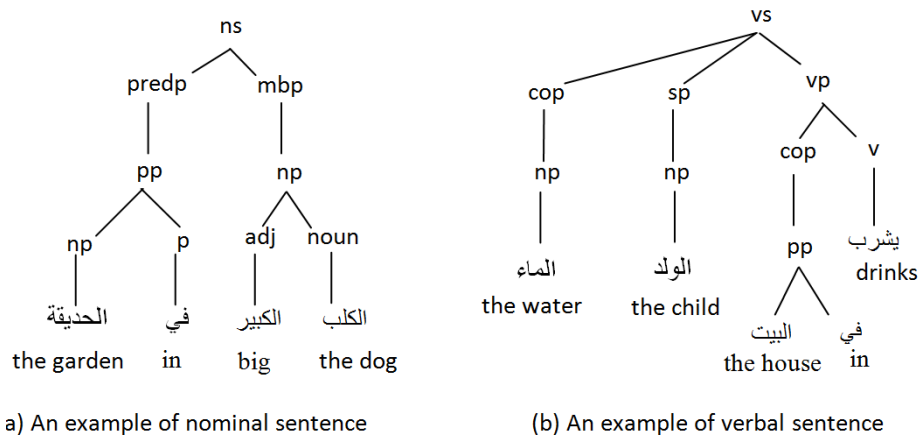 ns
predp mbp
pp np
np p adj noun
الكلب الكبير في الحديقة
the garden in big the dog
a) An example of nominal sentence
vs
cop sp vp
cop v
np np
pp
يشرب
الولد الماء
drinks
the water the child
في البيت
the house in
(b) An example of verbal sentence